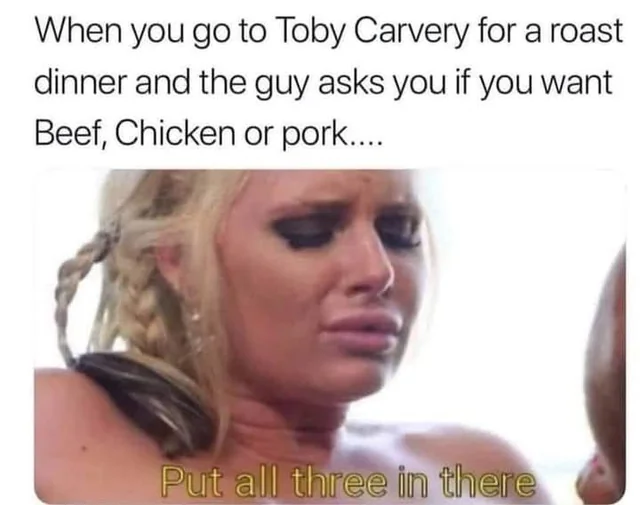 When you go to Toby Carvery for a roast
dinner and the guy asks you if you want
Beef, Chicken or pork....
Put all three in there